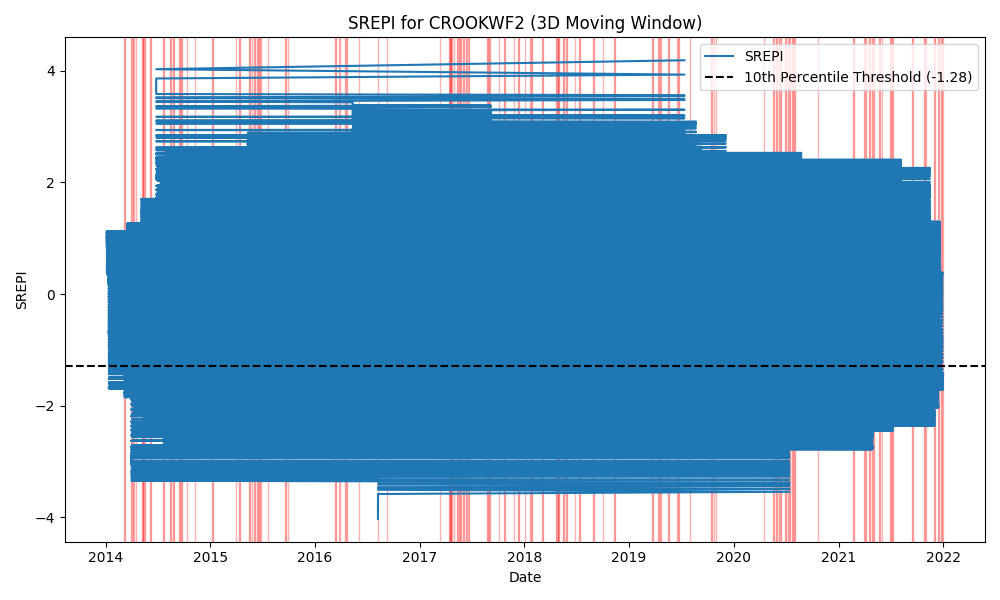 SREPI for CROOKWF2 (3D Moving Window)
SREPI
10th Percentile Threshold (-1.28)
4
2
0
−2
−4
SREPI
2014 2015 2016 2017 2018 2019 2020 2021 2022
Date